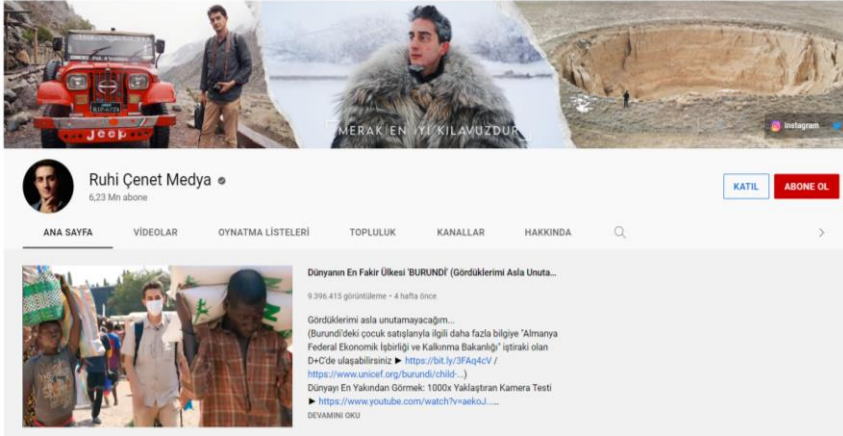 Jeep
MERAK EN İYİ KILAVUZDUR
Instagram
Ruhi Çenet Medya
6,23 Mn abone
KATIL
ABONE OL
ANA SAYFA
VİDEOLAR
OYNATMA LİSTELERİ
TOPLULUK
KANALLAR
HAKKINDA
Dünyanın En Fakir Ülkesi 'BURUNDİ' (Gördüklerimi Asla Unuta...
9.396.415 görüntüleme • 4 hafta önce
Gördüklerimi asla unutamayacağım...
(Burundi'deki çocuk satışlarıyla ilgili daha fazla bilgiye "Almanya
Federal Ekonomik İşbirliği ve Kalkınma Bakanlığı" iştiraki olan
D+C'de ulaşabilirsiniz ► https://bit.ly/3FAq4cV /
https://www.unicef.org/burundi/child-...)
Dünyayı En Yakından Görmek: 1000x Yaklaştıran Kamera Testi
► https://www.youtube.com/watch?v=aekoJ......
DEVAMINI OKU